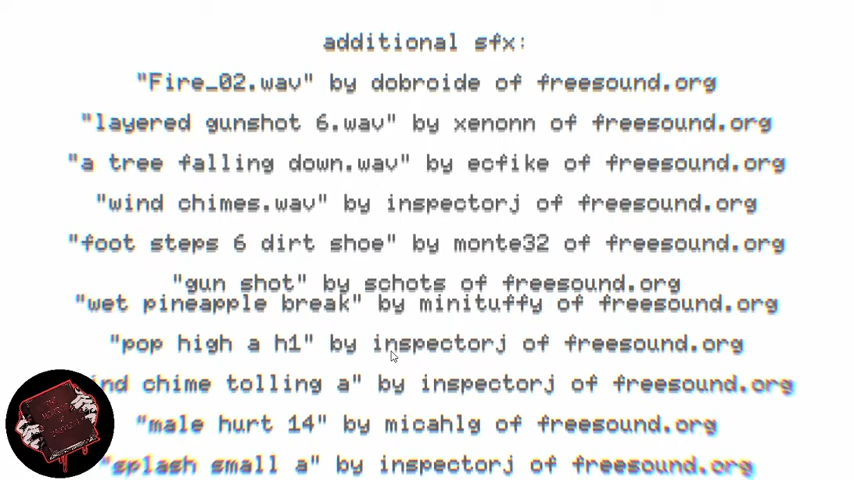 additional sfx:
"Fire_02.wav" by dobroide of freesound.org
"layered gunshot 6.wav" by xenonn of freesound.org
"a tree falling down.wav" by ecfike of freesound.org
"wind chimes.wav" by inspectorj of freesound.org
"foot steps 6 dirt shoe" by monte32 of freesound.org
"gun shot" by schots of freesound.org
"wet pineapple break" by minituffy of freesound.org
"pop high a h1" by inspectorj of freesound.org
chime tolling a" by inspectorj of freesound.org
"male hurt 14" by micahlg of freesound.org
"splash small a" by inspectorj of freesound.org